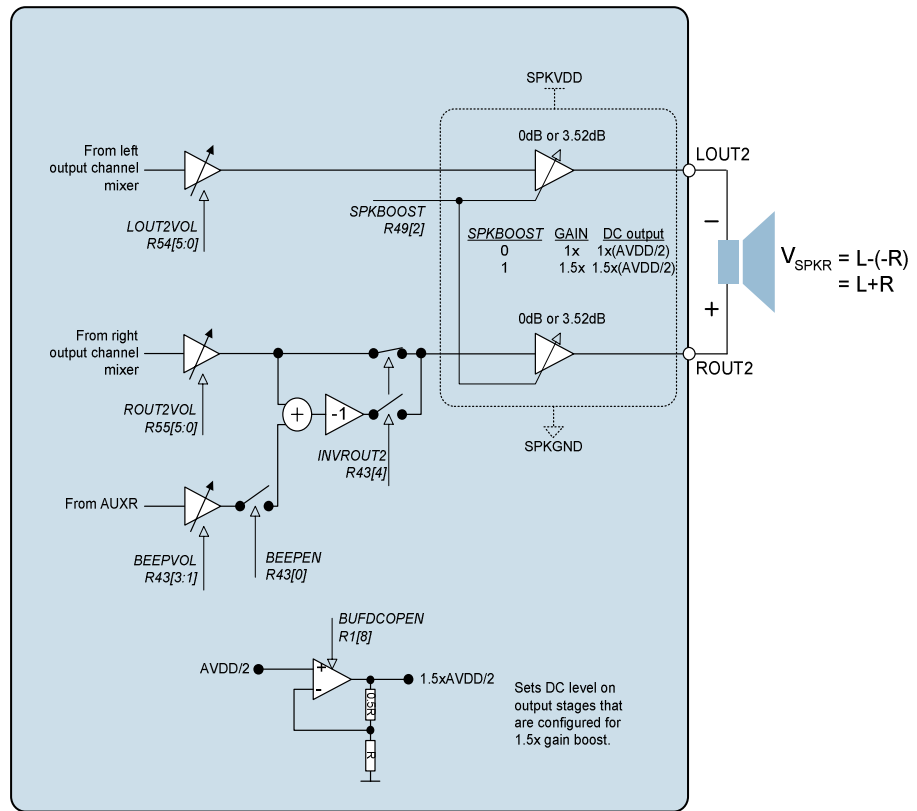 SPKVDD
0dB or 3.52dB
From left
output channel
mixer
LOUT2
LOUT2VOL
R54[5:0]
SPKBOOST
R49[2]
SPKBOOST GAIN DC output
0 1x 1x(AVDD/2)
1 1.5x 1.5x(AVDD/2)
−
VSPKR = L-(-R)
= L+R
+
0dB or 3.52dB
From right
output channel
mixer
ROUT2
ROUT2VOL
R55[5:0]
+
-1
INVROUT2
R43[4]
SPKGND
From AUXR
BEEPVOL
R43[3:1]
BEEPEN
R43[0]
BUFDCOPEN
R1[8]
AVDD/2
+
-
1.5xAVDD/2
0.5R
R
Sets DC level on
output stages that
are configured for
1.5x gain boost.